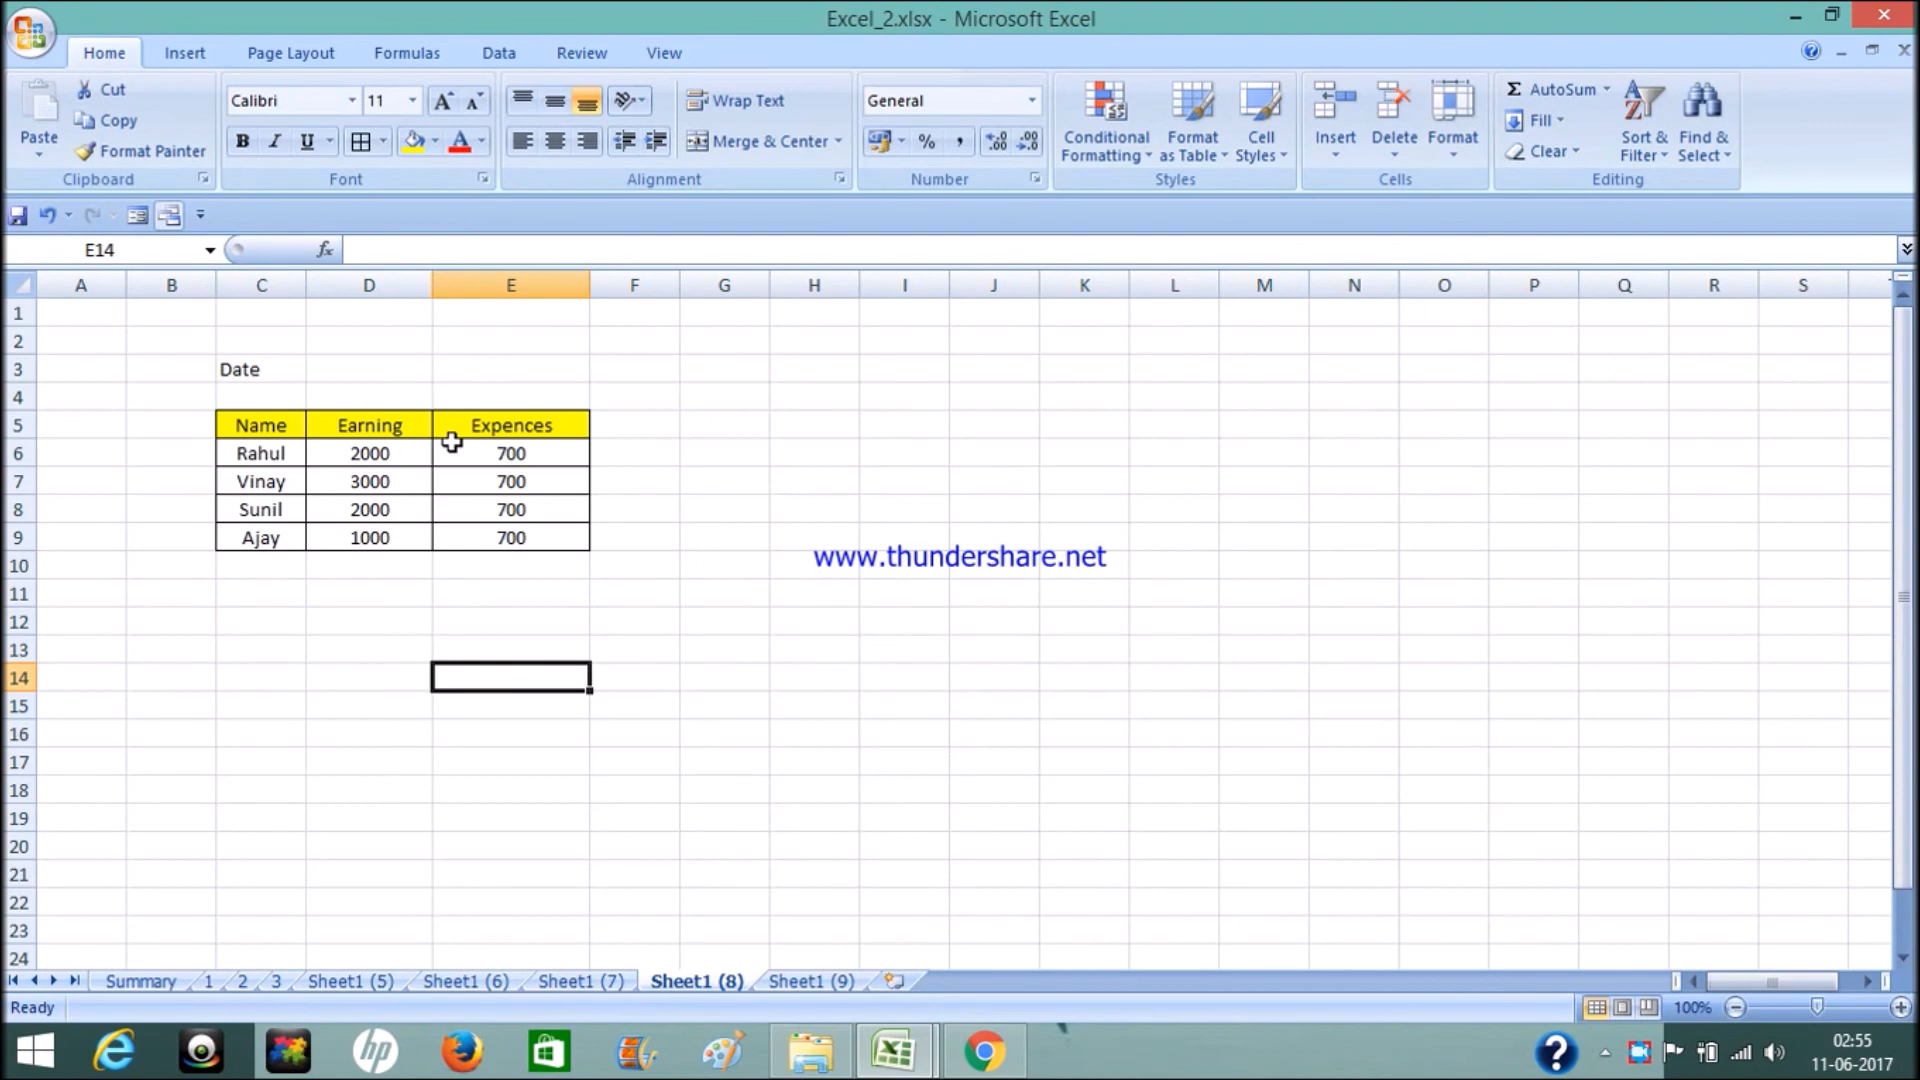 Excel_2.xlsx - Microsoft Excel
Home Insert Page Layout Formulas Data Review View
Paste
Cut
Copy
Format Painter
Clipboard
Calibri 11
B I U
Font
Wrap Text
Merge & Center
Alignment
General
% ,
Number
Conditional Formatting
Format as Table
Cell Styles
Styles
Insert Delete Format
Cells
Σ AutoSum
Fill
Clear
Sort & Filter
Find & Select
Editing
E14 fx
A B C D E F G H I J K L M N O P Q R S
1
2
3 Date
4
5 Name Earning Expences
6 Rahul 2000 700
7 Vinay 3000 700
8 Sunil 2000 700
9 Ajay 1000 700
www.thundershare.net
10
11
12
13
14
15
16
17
18
19
20
21
22
23
24
Summary 1 2 3 Sheet1 (5) Sheet1 (6) Sheet1 (7) Sheet1 (8) Sheet1 (9)
Ready 100%
hp
02:55
11-06-2017